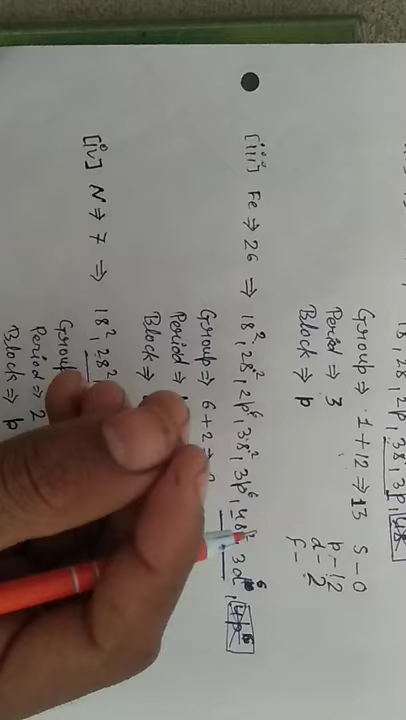 1s², 2s², 2p, 3s, 3p, 4s
Group ⇒ 1 + 12 ⇒ 13
Period ⇒ 3
Block ⇒ p
s - 0
p - 12
d - 2
f -
[iii] Fe ⇒ 26 ⇒ 1s², 2s², 2p⁶, 3s², 3p⁶, 4s², 3d⁶, 4p⁶
Group ⇒ 6 + 2 ⇒
Period ⇒
Block ⇒
[iv] N ⇒ 7 ⇒ 1s², 2s²
Group
Period ⇒ 2
Block ⇒ p